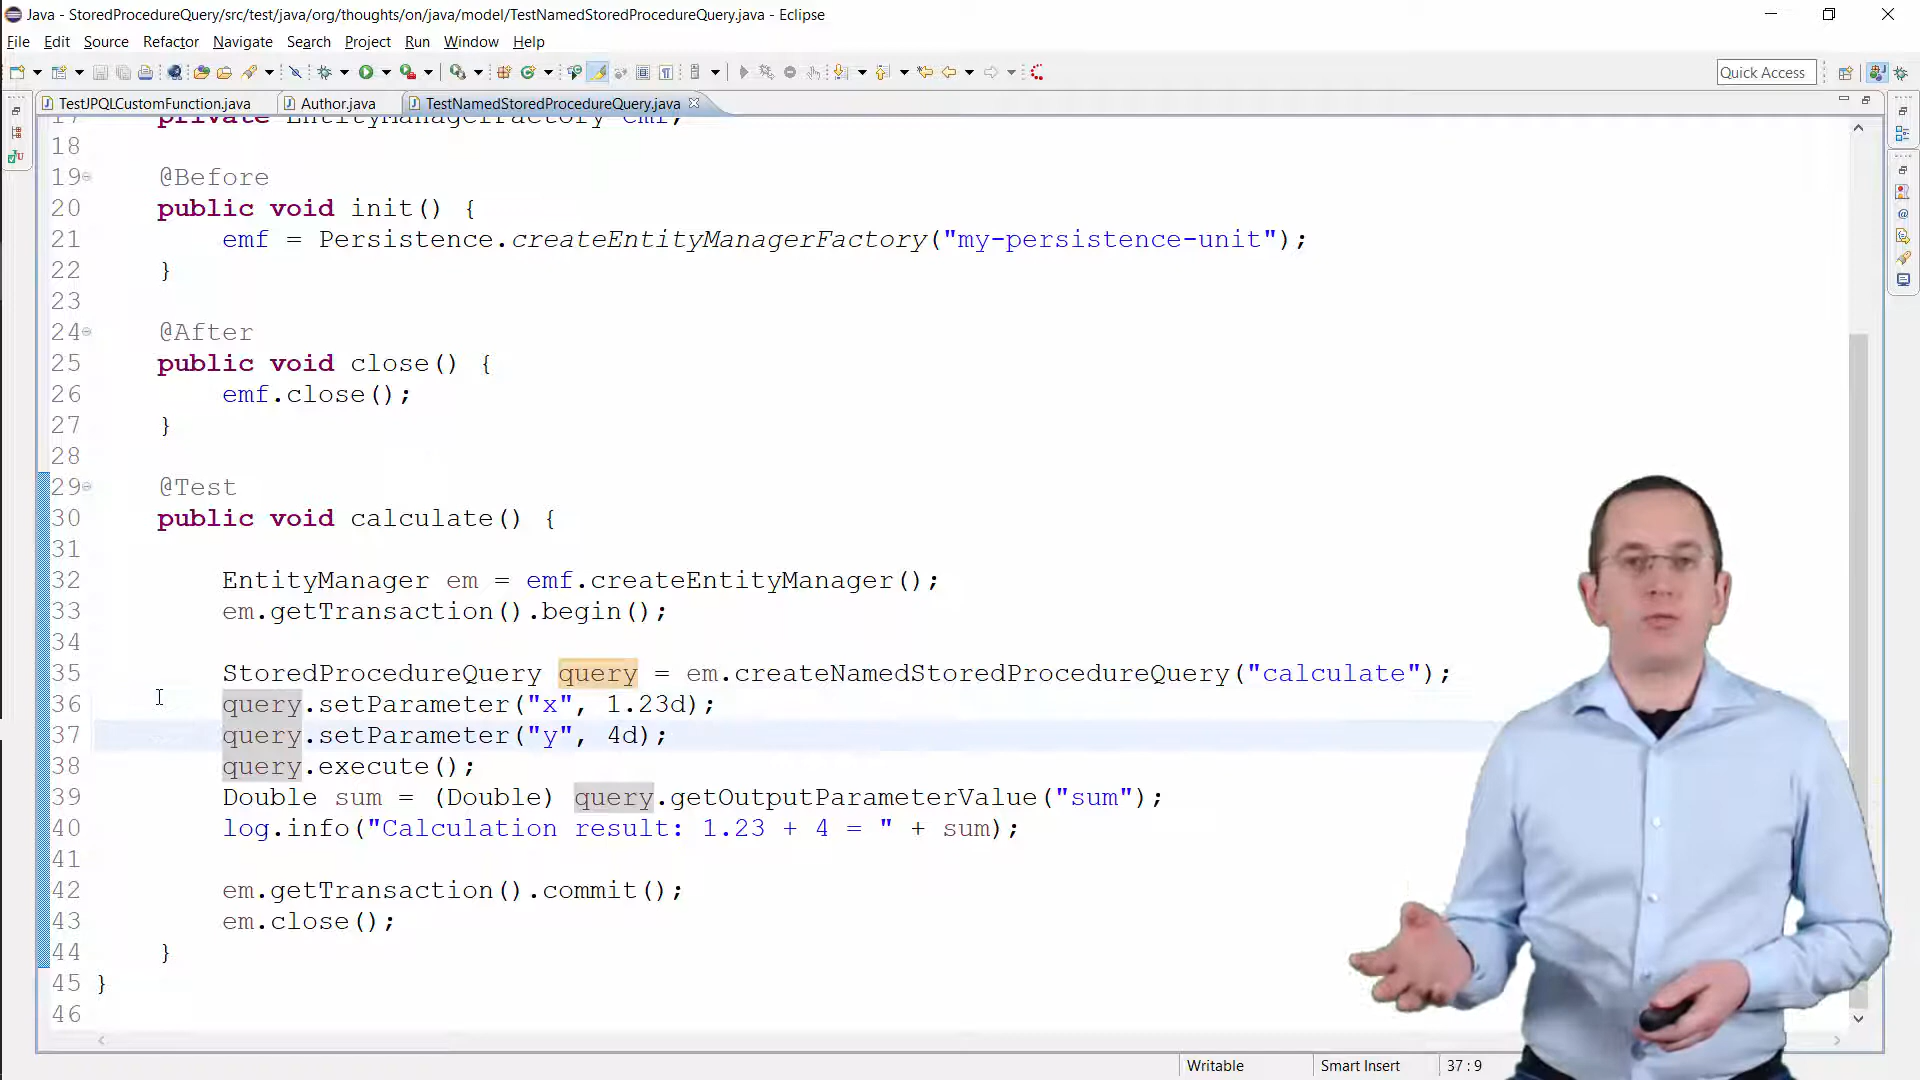 Java - StoredProcedureQuery/src/test/java/org/thoughts/on/java/model/TestNamedStoredProcedureQuery.java - Eclipse
File Edit Source Refactor Navigate Search Project Run Window Help
Quick Access
TestJPQLCustomFunction.java Author.java TestNamedStoredProcedureQuery.java
17 private EntityManagerFactory emf;
18
19 @Before
20 public void init() {
21 emf = Persistence.createEntityManagerFactory("my-persistence-unit");
22 }
23
24 @After
25 public void close() {
26 emf.close();
27 }
28
29 @Test
30 public void calculate() {
31
32 EntityManager em = emf.createEntityManager();
33 em.getTransaction().begin();
34
35 StoredProcedureQuery query = em.createNamedStoredProcedureQuery("calculate");
36 query.setParameter("x", 1.23d);
37 query.setParameter("y", 4d);
38 query.execute();
39 Double sum = (Double) query.getOutputParameterValue("sum");
40 log.info("Calculation result: 1.23 + 4 = " + sum);
41
42 em.getTransaction().commit();
43 em.close();
44 }
45 }
46
Writable Smart Insert 37 : 9